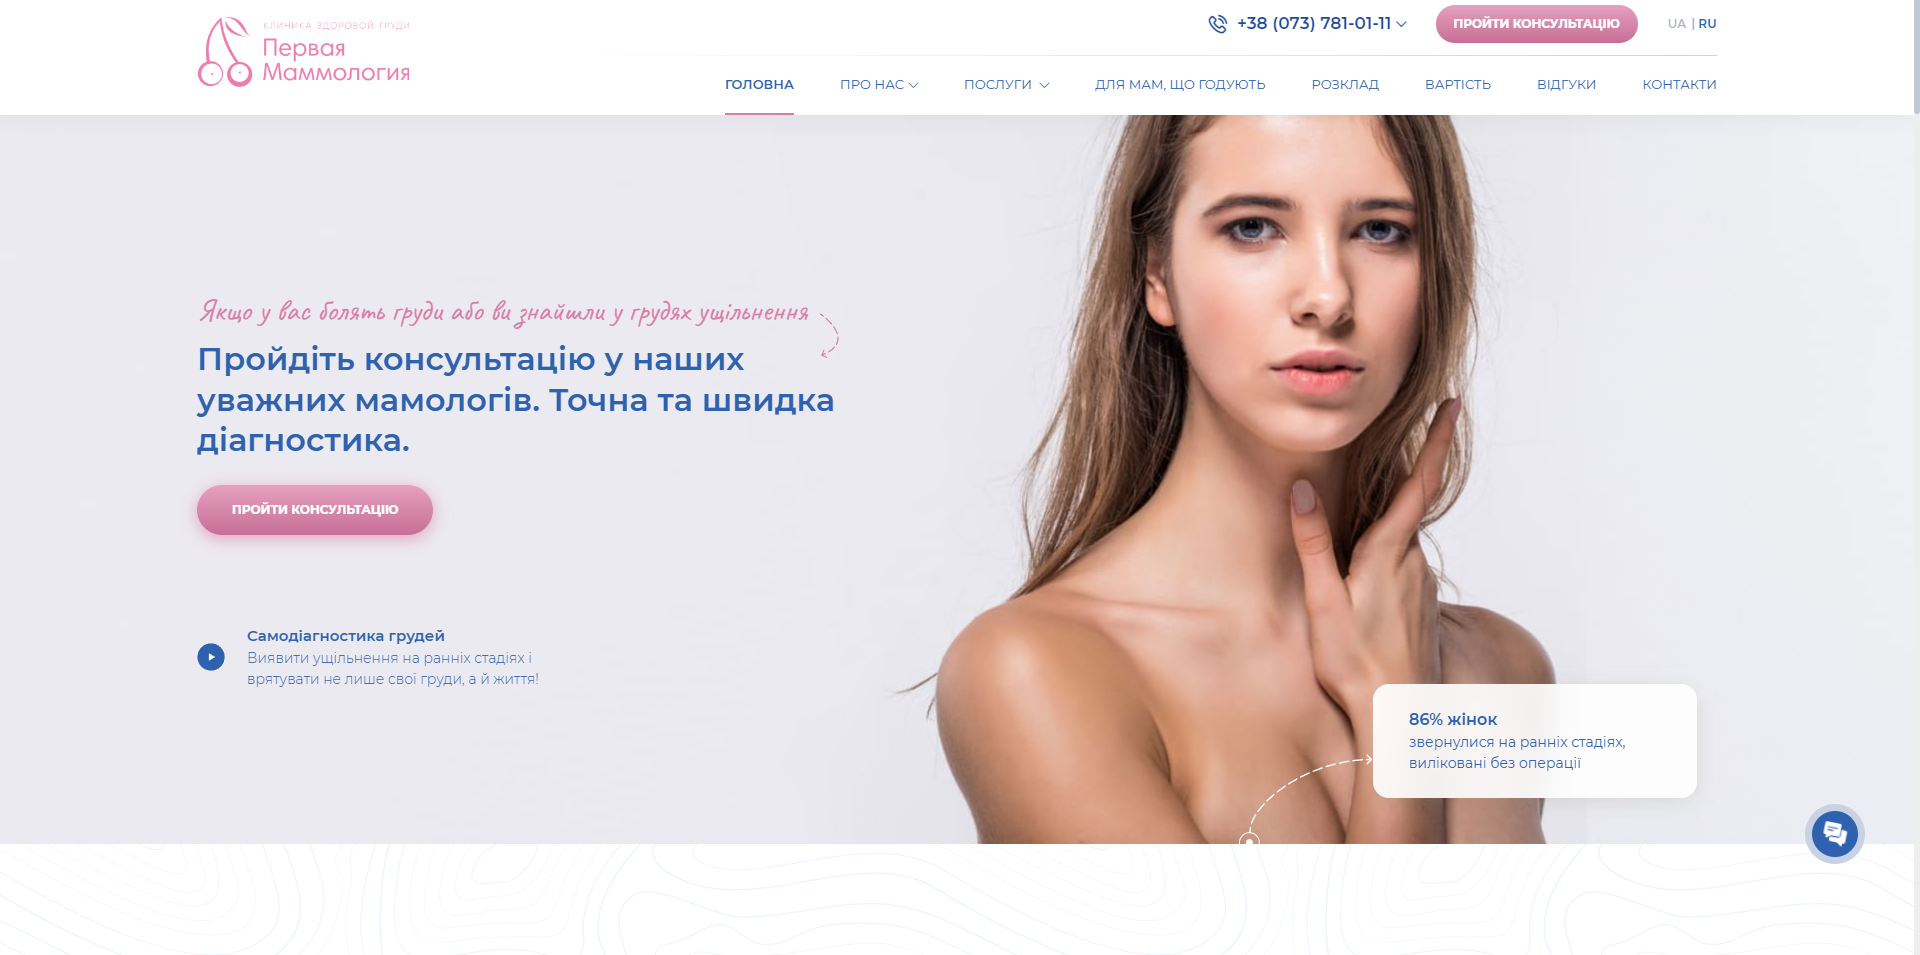 КЛИНИКА ЗДОРОВОЙ ГРУДИ
Первая
Маммология
+38 (073) 781-01-11
ПРОЙТИ КОНСУЛЬТАЦІЮ
UA | RU
ГОЛОВНА ПРО НАС ПОСЛУГИ ДЛЯ МАМ, ЩО ГОДУЮТЬ РОЗКЛАД ВАРТІСТЬ ВІДГУКИ КОНТАКТИ
Якщо у вас болять груди або ви знайшли у грудях ущільнення
Пройдіть консультацію у наших
уважних мамологів. Точна та швидка
діагностика.
ПРОЙТИ КОНСУЛЬТАЦІЮ
Самодіагностика грудей
Виявити ущільнення на ранніх стадіях і
врятувати не лише свої груди, а й життя!
86% жінок
звернулися на ранніх стадіях,
виліковані без операції